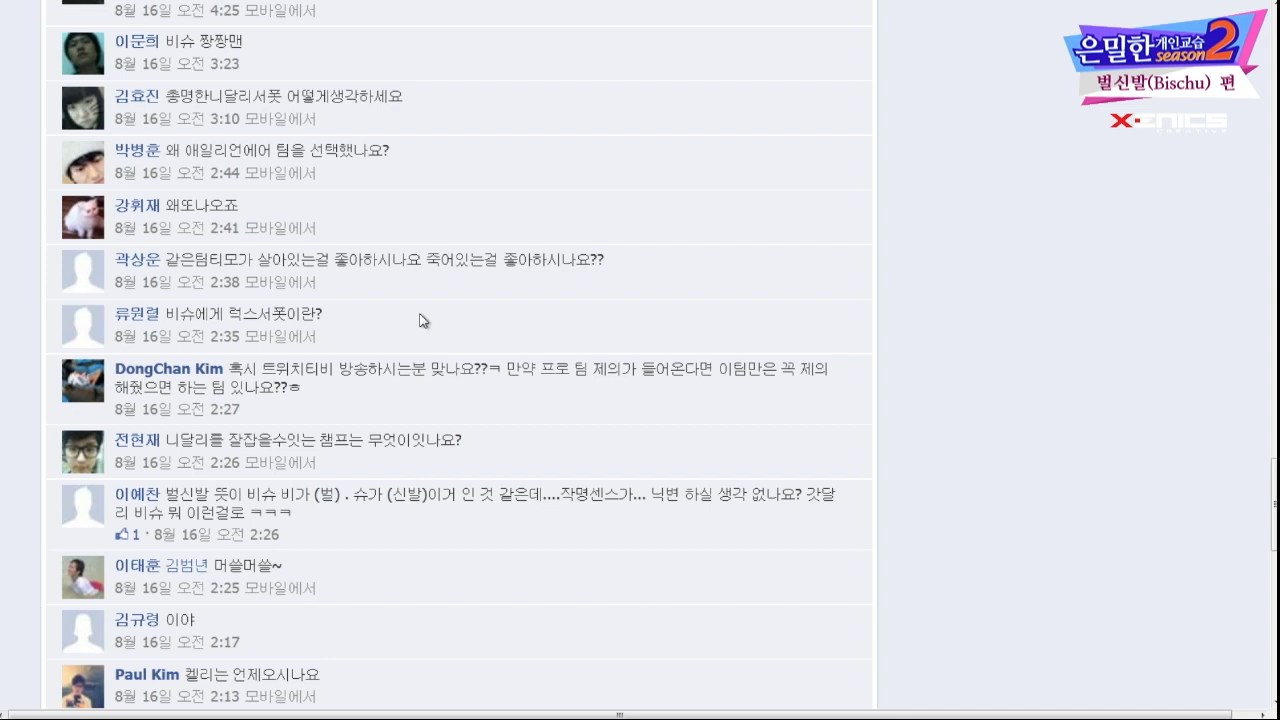 8월 16일 오전 4:25 모바일에서
이문희 비슈 짱짱맨
8월 16일 오전 3:23
김효진 총명한니달리서폿 어떻게생각하세ㅛ
8월 16일 오전 3:10 모바일에서
박병훈 왜 애일리언에어 팀을 선택했나요?
8월 16일 오전 2:44 모바일에서
강휘재 왜또나오죠
8월 16일 오전 2:41 모바일에서
곽상운 같은팀티모가 살아있는걸 좋아하시나요 죽어있는걸 좋아하시나요??
8월 16일 오전 2:38 모바일에서
류원렬 비슈에게 럭스서폿이란?
8월 16일 오전 2:35 모바일에서
DongChan Kim 혹시 트위치티비 방송하시는분 맞나요??ㅋ 만약 프로 팀 제의가 들어온다면 이팀만은 꼭 제의
해줬으면 하는 팀 있나요??ㅎ
8월 16일 오전 2:27
전현재 니달리를 잘잡을수잇는 챔프는 무엇이잇나요?
8월 16일 오전 2:26 모바일에서
이예찬 벌신발 뜻이 비슈 비가 (벌) . 슈가 (신발)이거 인 것 같은데....작명센스가... 닉변 하실 생각 없나요? 갓달
리 비슈 뭐 이런걸로 ㅋㅋㅋ
1 · 8월 16일 오전 2:26
이태훈 김범년 머쓸머쓸~
8월 16일 오전 2:25 모바일에서
김규령 이야
8월 16일 오전 2:17
Paul Kim 켈리는 언제오시나요
8월 16일 오전 2:13 모바일에서
은밀한 개인교습 season 2
벌신발(Bischu) 편
XENICS